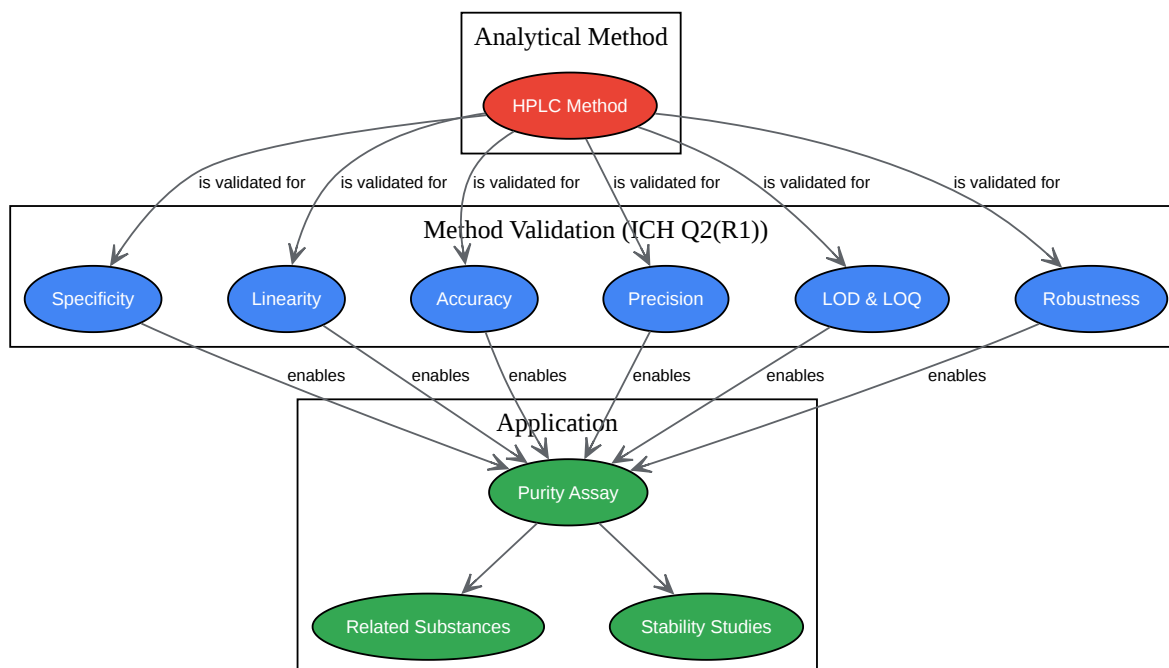 Analytical Method
HPLC Method
is validated for
is validated for
is validated for
is validated for
is validated for
is validated for
Method Validation (ICH Q2(R1))
Specificity
Linearity
Accuracy
Precision
LOD & LOQ
Robustness
enables
enables
enables
enables
enables
enables
Application
Purity Assay
Related Substances
Stability Studies